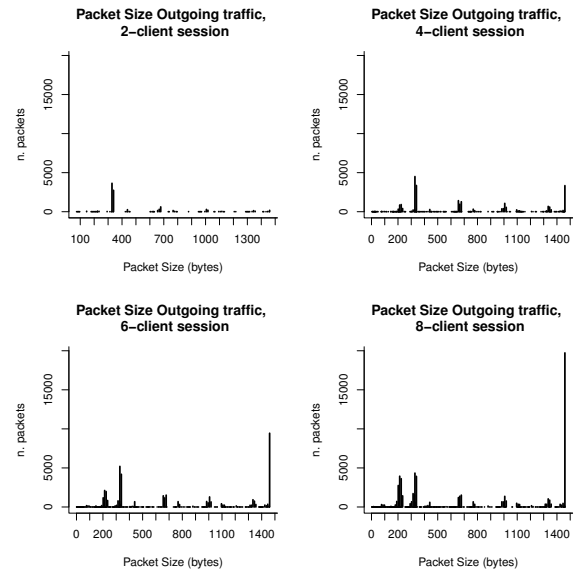 Packet Size Outgoing traffic,
2−client session
n. packets
0
5000
15000
100
400
700
1000
1300
Packet Size (bytes)
Packet Size Outgoing traffic,
4−client session
n. packets
0
5000
15000
0
200
500
800
1100
1400
Packet Size (bytes)
Packet Size Outgoing traffic,
6−client session
n. packets
0
5000
15000
0
200
500
800
1100
1400
Packet Size (bytes)
Packet Size Outgoing traffic,
8−client session
n. packets
0
5000
15000
0
200
500
800
1100
1400
Packet Size (bytes)